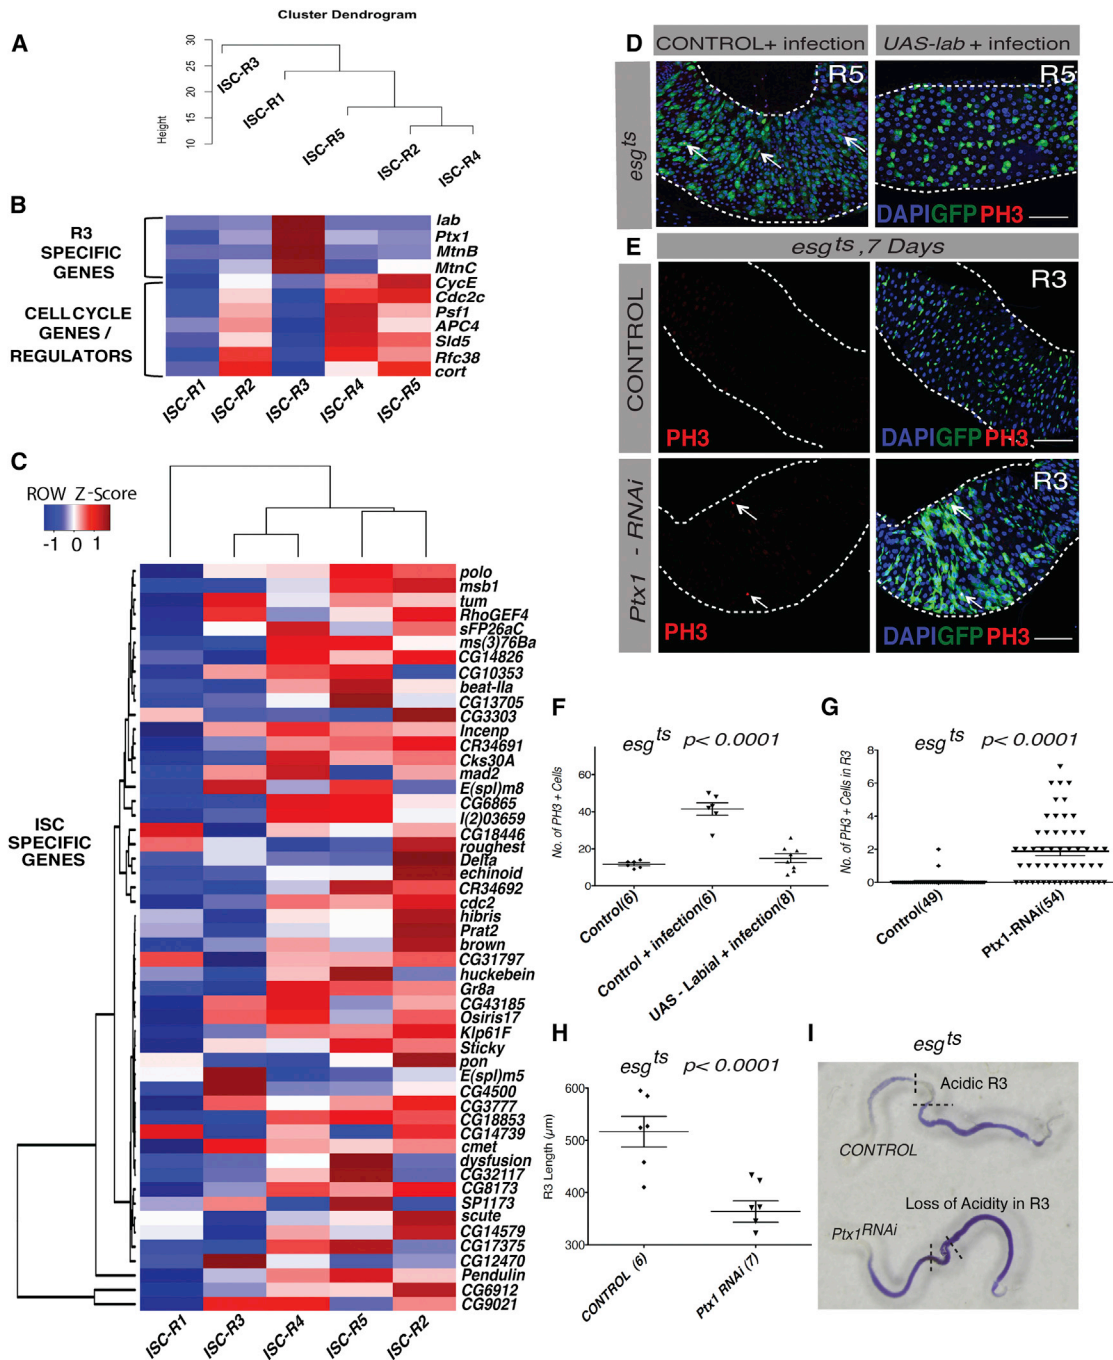 A
Cluster Dendrogram
Height
30
25
20
15
10
ISC-R3
ISC-R1
ISC-R5
ISC-R2
ISC-R4
B
R3
SPECIFIC
GENES
CELL CYCLE
GENES /
REGULATORS
lab
Ptx1
MtnB
MtnC
CycE
Cdc2c
Psf1
APC4
Sld5
Rfc38
cort
ISC-R1
ISC-R2
ISC-R3
ISC-R4
ISC-R5
C
ROW Z-Score
-1 0 1
ISC
SPECIFIC
GENES
polo
msb1
tum
RhoGEF4
sFP26aC
ms(3)76Ba
CG14826
CG10353
beat-IIa
CG13705
CG3303
Incenp
CR34691
Cks30A
mad2
E(spl)m8
CG6865
l(2)03659
CG18446
roughest
Delta
echinoid
CR34692
cdc2
hibris
Prat2
brown
CG31797
huckebein
Gr8a
CG43185
Osiris17
Klp61F
Sticky
pon
E(spl)m5
CG4500
CG3777
CG18853
CG14739
cmet
dysfusion
CG32117
CG8173
SP1173
scute
CG14579
CG17375
CG12470
Pendulin
CG6912
CG9021
ISC-R1
ISC-R3
ISC-R4
ISC-R5
ISC-R2
D
CONTROL+ infection
UAS-lab + infection
esg ts
R5
R5
DAPIGFP PH3
E
esg ts ,7 Days
CONTROL
PH3
R3
DAPIGFP PH3
Ptx1 - RNAi
PH3
R3
DAPIGFP PH3
F
esg ts p< 0.0001
No. of PH3 + Cells
60
40
20
0
Control(6)
Control + infection(6)
UAS - Labial + infection(8)
G
esg ts p< 0.0001
No. of PH3 + Cells in R3
8
6
4
2
0
Control(49)
Ptx1-RNAi(54)
H
esg ts p< 0.0001
R3 Length (µm)
600
500
400
300
CONTROL (6)
Ptx1 RNAi (7)
I
esg ts
Acidic R3
CONTROL
Loss of Acidity in R3
Ptx1 RNAi